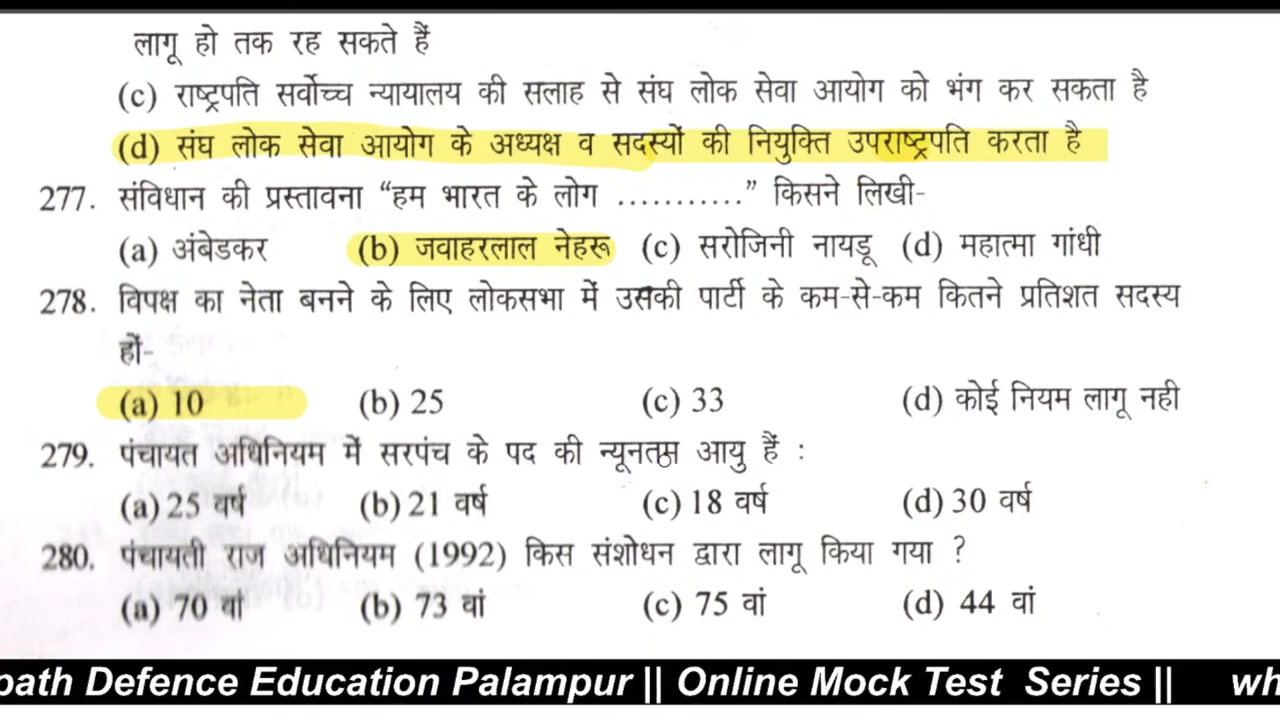 लागू हो तक रह सकते हैं
(c) राष्ट्रपति सर्वोच्च न्यायालय की सलाह से संघ लोक सेवा आयोग को भंग कर सकता है
(d) संघ लोक सेवा आयोग के अध्यक्ष व सदस्यों की नियुक्ति उपराष्ट्रपति करता है
277. संविधान की प्रस्तावना “हम भारत के लोग ...........” किसने लिखी-
(a) अंबेडकर (b) जवाहरलाल नेहरू (c) सरोजिनी नायडू (d) महात्मा गांधी
278. विपक्ष का नेता बनने के लिए लोकसभा में उसकी पार्टी के कम-से-कम कितने प्रतिशत सदस्य
हों-
(a) 10 (b) 25 (c) 33 (d) कोई नियम लागू नही
279. पंचायत अधिनियम में सरपंच के पद की न्यूनतम आयु हैं :
(a) 25 वर्ष (b) 21 वर्ष (c) 18 वर्ष (d) 30 वर्ष
280. पंचायती राज अधिनियम (1992) किस संशोधन द्वारा लागू किया गया ?
(a) 70 वां (b) 73 वां (c) 75 वां (d) 44 वां
path Defence Education Palampur || Online Mock Test Series || wh